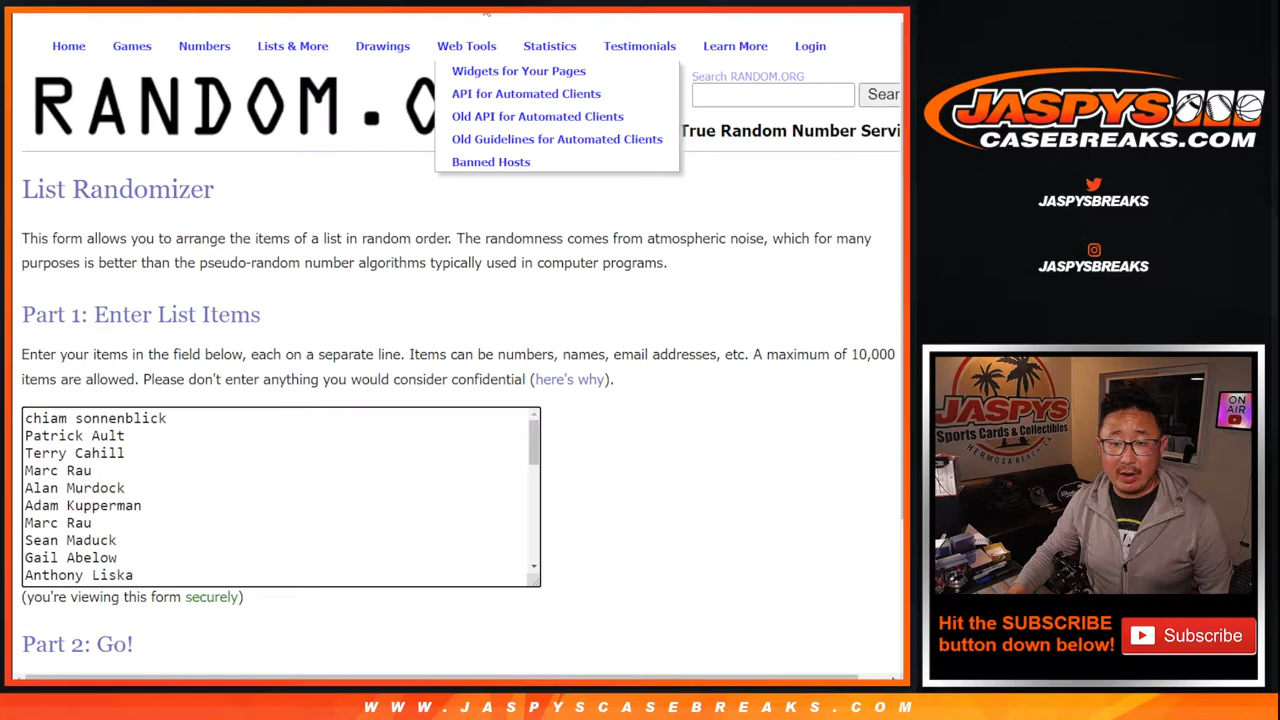 Home Games Numbers Lists & More Drawings Web Tools Statistics Testimonials Learn More Login
Widgets for Your Pages
API for Automated Clients
Old API for Automated Clients
Old Guidelines for Automated Clients
Banned Hosts
Search RANDOM.ORG
Sear
RANDOM.O
True Random Number Servi
List Randomizer
This form allows you to arrange the items of a list in random order. The randomness comes from atmospheric noise, which for many
purposes is better than the pseudo-random number algorithms typically used in computer programs.
Part 1: Enter List Items
Enter your items in the field below, each on a separate line. Items can be numbers, names, email addresses, etc. A maximum of 10,000
items are allowed. Please don't enter anything you would consider confidential (here's why).
chiam sonnenblick
Patrick Ault
Terry Cahill
Marc Rau
Alan Murdock
Adam Kupperman
Marc Rau
Sean Maduck
Gail Abelow
Anthony Liska
(you're viewing this form securely)
Part 2: Go!
JASPYS
CASEBREAKS.COM
JASPYSBREAKS
JASPYSBREAKS
JASPYS
Sports Cards & Collectibles
HERMOSA BEACH, CA
ON
AIR
Hit the SUBSCRIBE
button down below!
Subscribe
WWW.JASPYSCASEBREAKS.COM